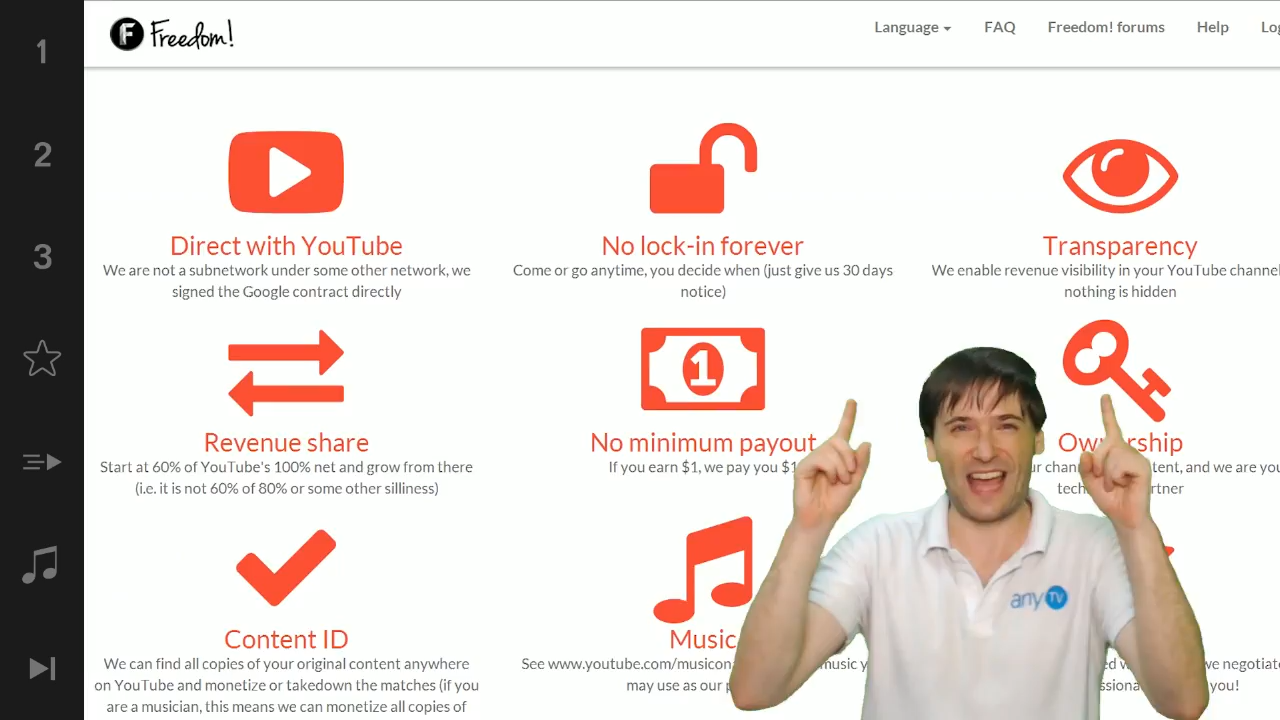 1
2
3
F Freedom!
Language FAQ Freedom! forums Help
Direct with YouTube
We are not a subnetwork under some other network, we
signed the Google contract directly
No lock-in forever
Come or go anytime, you decide when (just give us 30 days
notice)
Transparency
We enable revenue visibility in your YouTube channel
nothing is hidden
Revenue share
Start at 60% of YouTube's 100% net and grow from there
(i.e. it is not 60% of 80% or some other silliness)
1
No minimum payout
If you earn $1, we pay you $1
Content ID
We can find all copies of your original content anywhere
on YouTube and monetize or takedown the matches (if you
are a musician, this means we can monetize all copies of
Music
See
may use as our
and we are
you!
anyTV